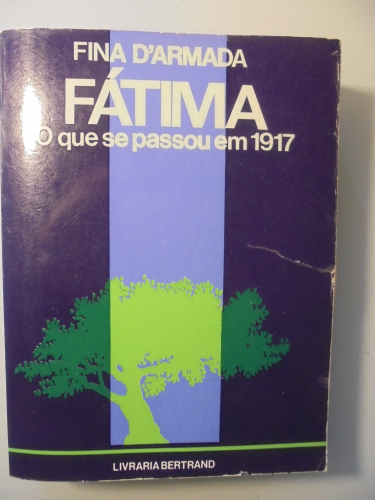 FINA D'ARMADA
FÁTIMA
O que se passou em 1917
LIVRARIA BERTRAND